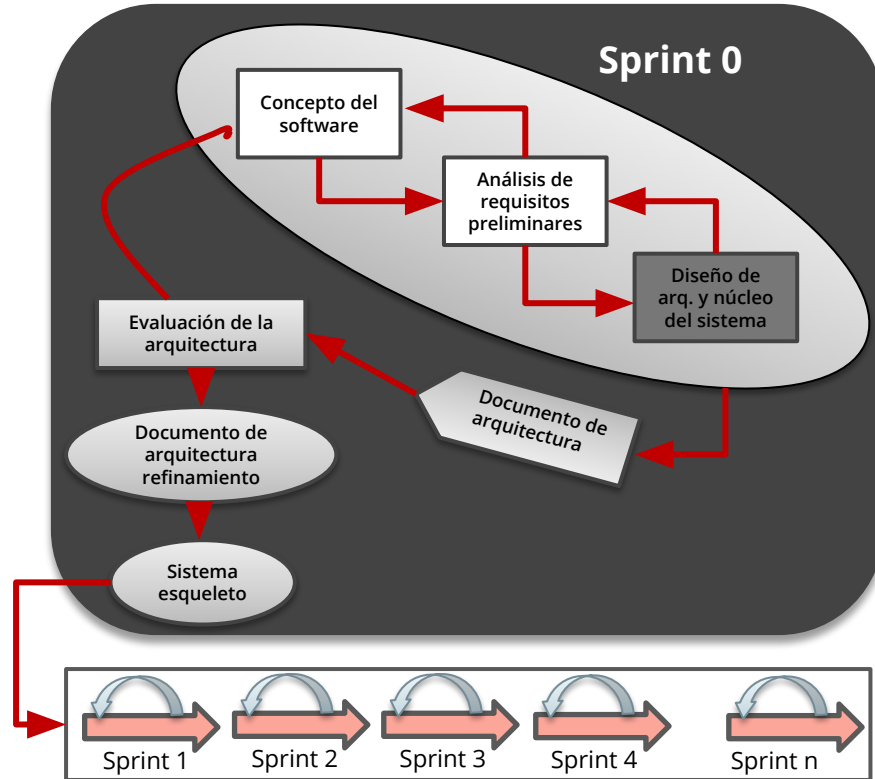 Sprint 0
Concepto del
software
Análisis de
requisitos
preliminares
Diseño de
arq. y núcleo
del sistema
Evaluación de la
arquitectura
Documento de
arquitectura
Documento de
arquitectura
refinamiento
Sistema
esqueleto
Sprint 1
Sprint 2
Sprint 3
Sprint 4
Sprint n